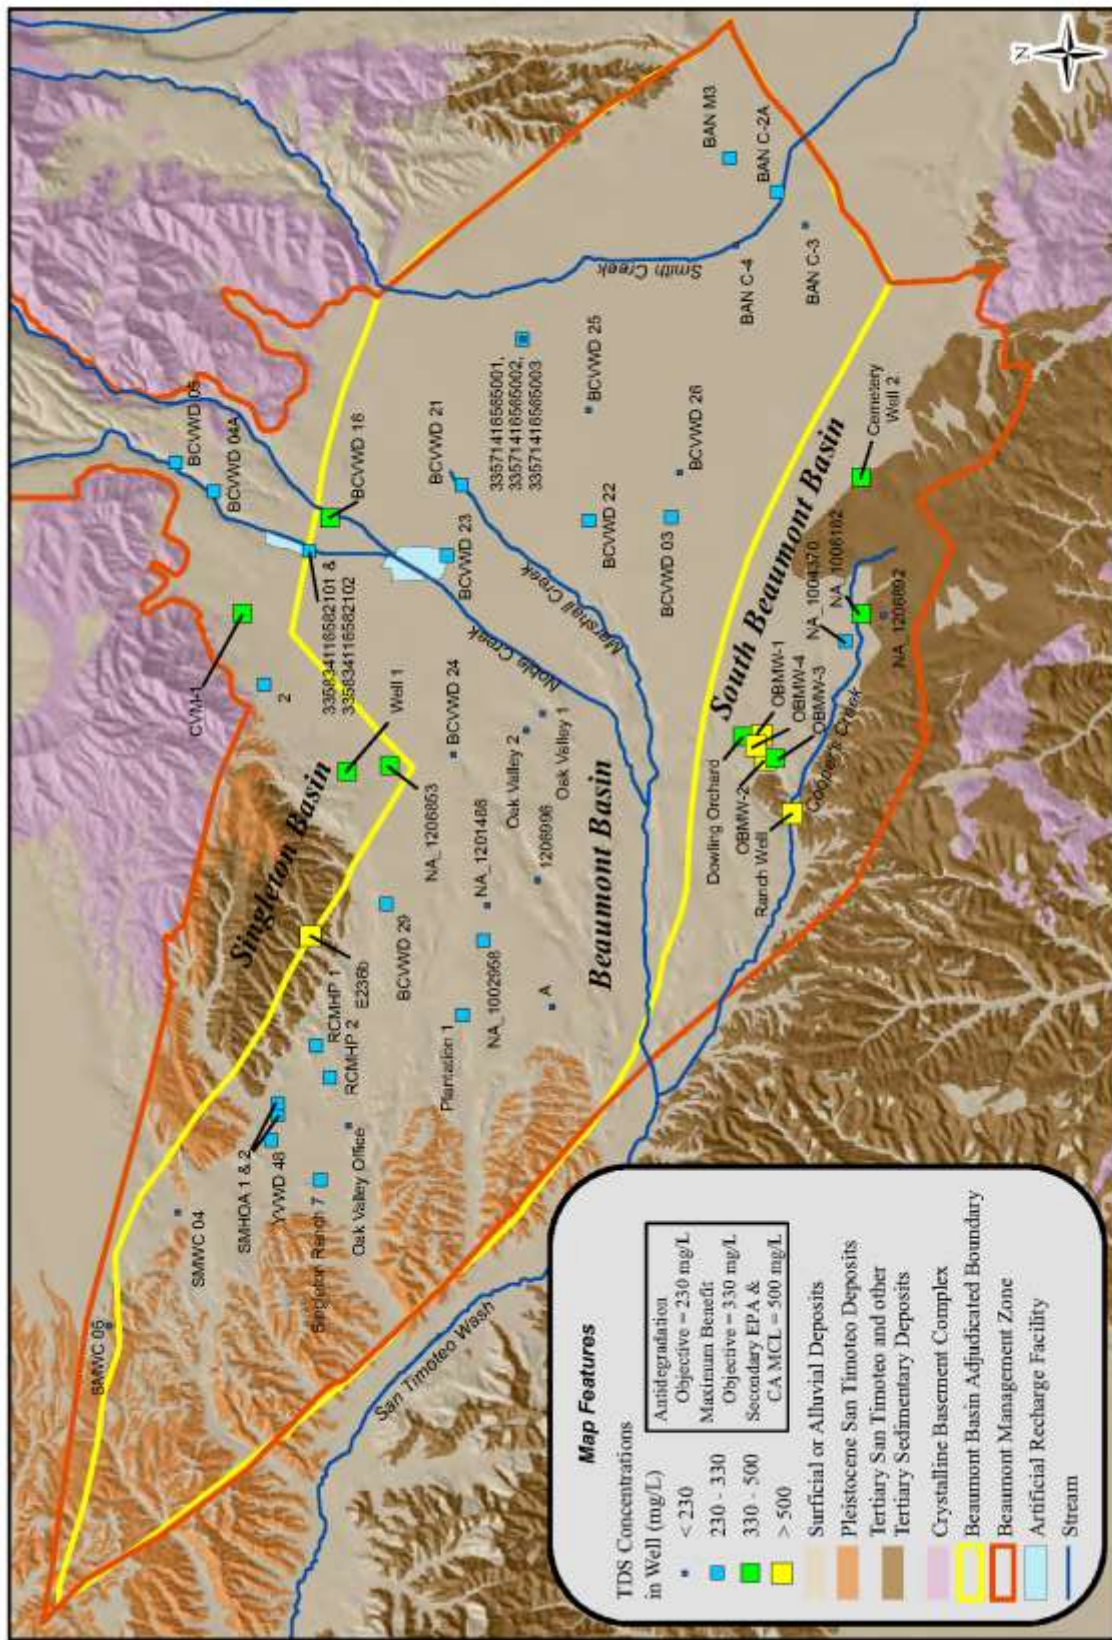 N
BCVWD 05
BCVWD 04A
CVM-1
2
335834116582101 &
335834116582102
BCVWD 16
BAN M3
BAN C-2A
BAN C-4
BAN C-3
Smith Creek
BCVWD 21
335714116565001,
335714116565002,
335714116565003
BCVWD 25
BCVWD 26
BCVWD 22
BCVWD 03
BCVWD 23
Marshall Creek
Noble Creek
Well 1
Singleton Basin
NA_1206853
BCVWD 24
Oak Valley 2
Oak Valley 1
1206996
NA_1201486
Beaumont Basin
South Beaumont Basin
Cemetery
Well 2
NA_1004370
NA_1006182
NA_1206892
OBMW-1
OBMW-4
OBMW-3
Dowling Orchard
OBMW-2
Ranch Well
Cooper's Creek
E236b
BCVWD 29
NA_1002958
A
Plantation 1
RCMHP 1
RCMHP 2
SMHOA 1 & 2
YVWD 48
Oak Valley Office
Singleton Ranch 7
SMWC 04
SMWC 06
San Timoteo Wash
Map Features
TDS Concentrations
in Well (mg/L)
< 230
230 - 330
330 - 500
> 500
Antidegradation
Objective = 230 mg/L
Maximum Benefit
Objective = 330 mg/L
Secondary EPA &
CA MCL = 500 mg/L
Surficial or Alluvial Deposits
Pleistocene San Timoteo Deposits
Tertiary San Timoteo and other
Tertiary Sedimentary Deposits
Crystalline Basement Complex
Beaumont Basin Adjudicated Boundary
Beaumont Management Zone
Artificial Recharge Facility
Stream